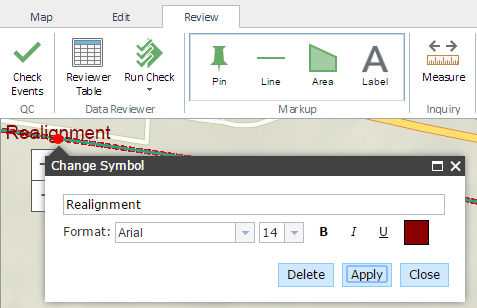 Map Edit Review
Check Events
Reviewer Table
Run Check
Pin Line Area Label
Measure
QC Data Reviewer Markup Inquiry
Realignment
Change Symbol
Realignment
Format: Arial 14 B I U
Delete Apply Close